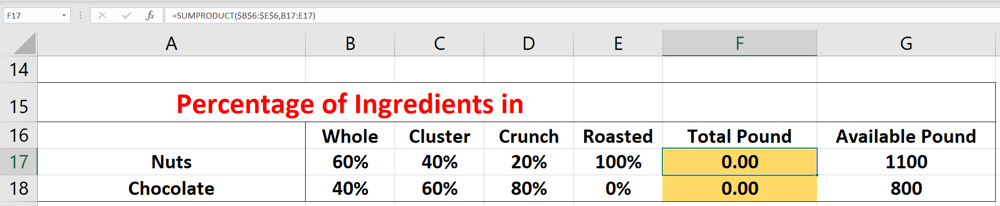 F17 fx =SUMPRODUCT($B$6:$E$6,B17:E17)
A B C D E F G
14
15 Percentage of Ingredients in
16 Whole Cluster Crunch Roasted Total Pound Available Pound
17 Nuts 60% 40% 20% 100% 0.00 1100
18 Chocolate 40% 60% 80% 0% 0.00 800